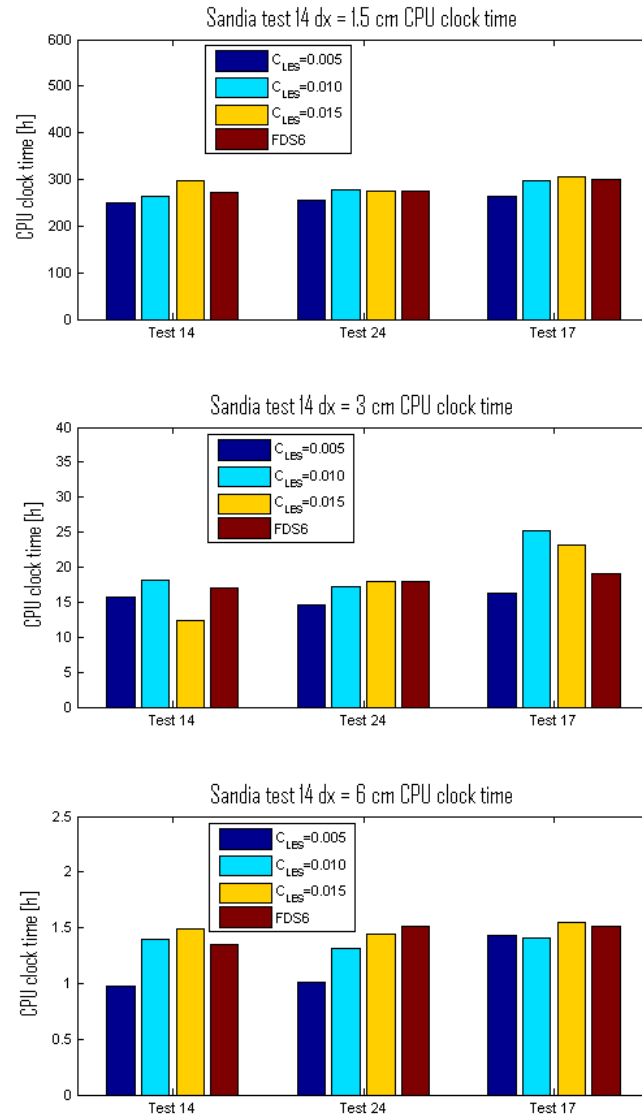 Sandia test 14 dx = 1.5 cm CPU clock time
600
500
400
300
200
100
0
CPU clock time [h]
C_LES=0.005
C_LES=0.010
C_LES=0.015
FDS6
Test 14
Test 24
Test 17
Sandia test 14 dx = 3 cm CPU clock time
40
35
30
25
20
15
10
5
0
CPU clock time [h]
C_LES=0.005
C_LES=0.010
C_LES=0.015
FDS6
Test 14
Test 24
Test 17
Sandia test 14 dx = 6 cm CPU clock time
2.5
2
1.5
1
0.5
0
CPU clock time [h]
C_LES=0.005
C_LES=0.010
C_LES=0.015
FDS6
Test 14
Test 24
Test 17